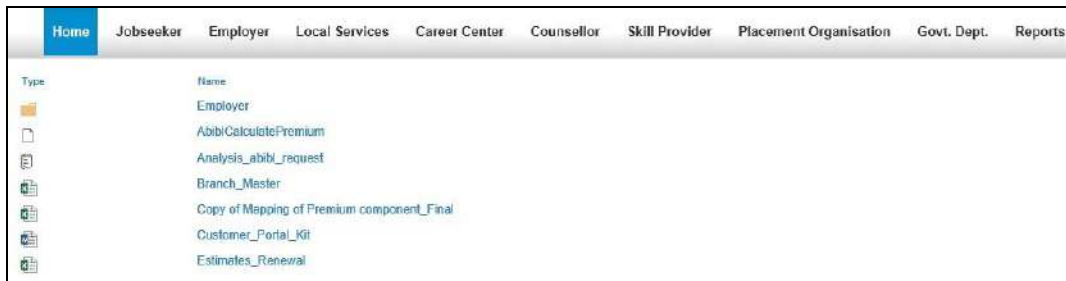 Home Jobseeker Employer Local Services Career Center Counsellor Skill Provider Placement Organisation Govt. Dept. Reports
Type Name
Employer
AbiblCalculatePremium
Analysis_abibl_request
Branch_Master
Copy of Mapping of Premium component_Final
Customer_Portal_Kit
Estimates_Renewal